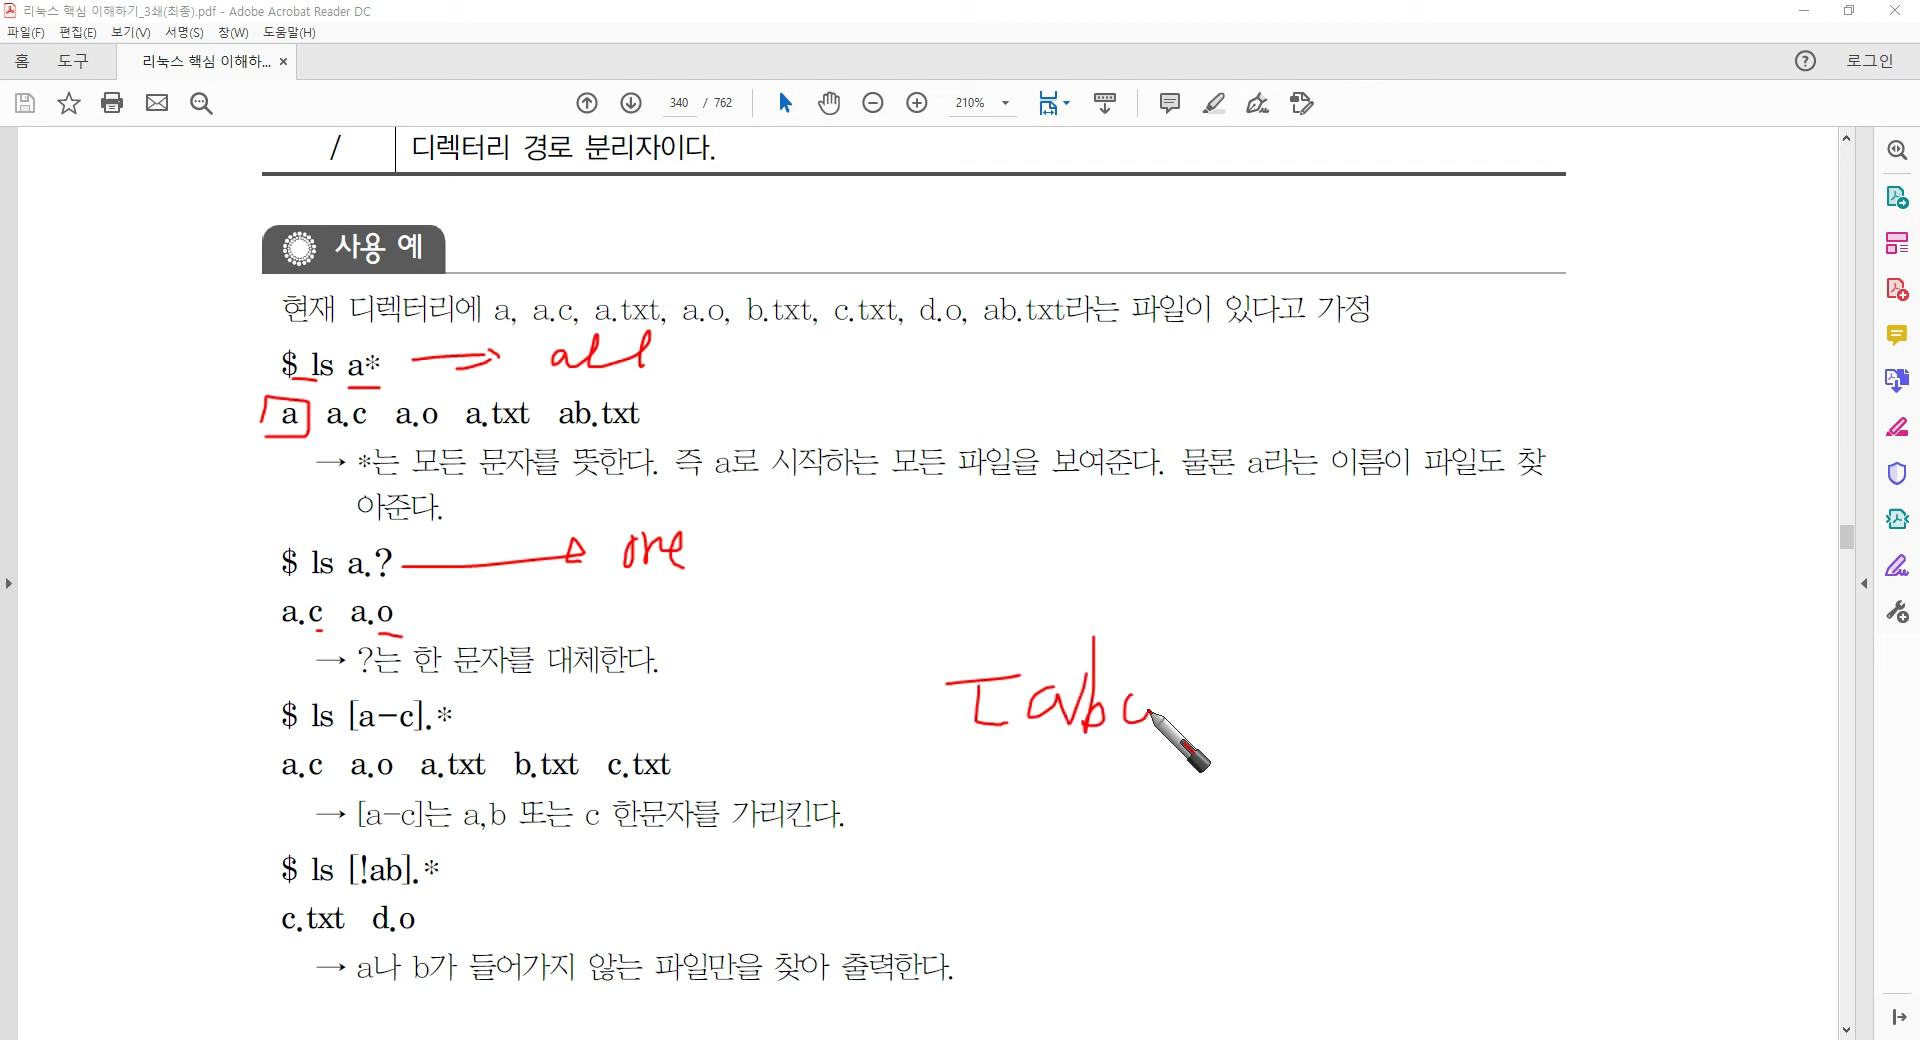 리눅스 핵심 이해하기_3쇄(최종).pdf - Adobe Acrobat Reader DC
파일(F) 편집(E) 보기(V) 서명(S) 창(W) 도움말(H)
홈 도구 리눅스 핵심 이해하... × ? 로그인
340 / 762 210%
/ 디렉터리 경로 분리자이다.
사용 예
현재 디렉터리에 a, a.c, a.txt, a.o, b.txt, c.txt, d.o, ab.txt라는 파일이 있다고 가정
$ ls a* all
a a.c a.o a.txt ab.txt
→ *는 모든 문자를 뜻한다. 즉 a로 시작하는 모든 파일을 보여준다. 물론 a라는 이름이 파일도 찾
아준다.
$ ls a.? one
a.c a.o
→ ?는 한 문자를 대체한다.
$ ls [a-c].*
[abc
a.c a.o a.txt b.txt c.txt
→ [a-c]는 a,b 또는 c 한문자를 가리킨다.
$ ls [!ab].*
c.txt d.o
→ a나 b가 들어가지 않는 파일만을 찾아 출력한다.